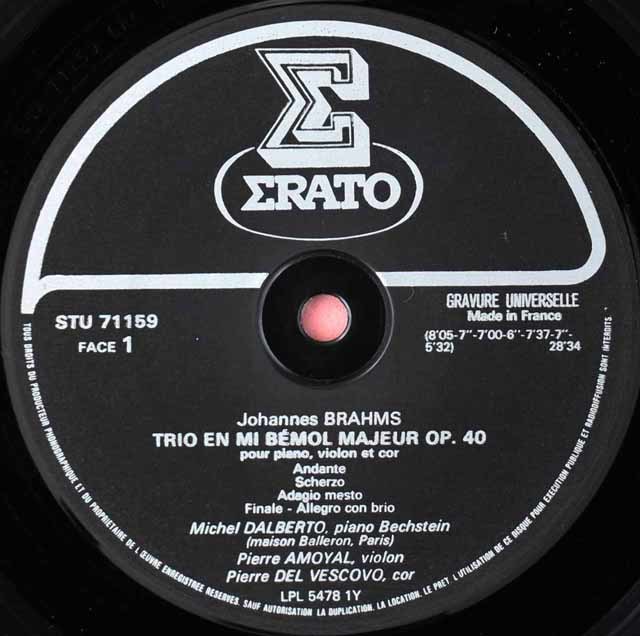 Σ
ΣRATO
STU 71159
FACE 1
GRAVURE UNIVERSELLE
Made in France
(8'05-7"-7'00-6"-7'37-7"-
5'32) 28'34
Johannes BRAHMS
TRIO EN MI BÉMOL MAJEUR OP. 40
pour piano, violon et cor
Andante
Scherzo
Adagio mesto
Finale - Allegro con brio
Michel DALBERTO, piano Bechstein
(maison Balleron, Paris)
Pierre AMOYAL, violon
Pierre DEL VESCOVO, cor
LPL 5478 1Y
TOUS DROITS DU PRODUCTEUR PHONOGRAPHIQUE ET DU PROPRIETAIRE DE L'ŒUVRE ENREGISTREE RESERVES. SAUF AUTORISATION LA DUPLICATION, LA LOCATION, LE PRET, L'UTILISATION DE CE DISQUE POUR EXECUTION PUBLIQUE ET RADIODIFFUSION SONT INTERDITS.